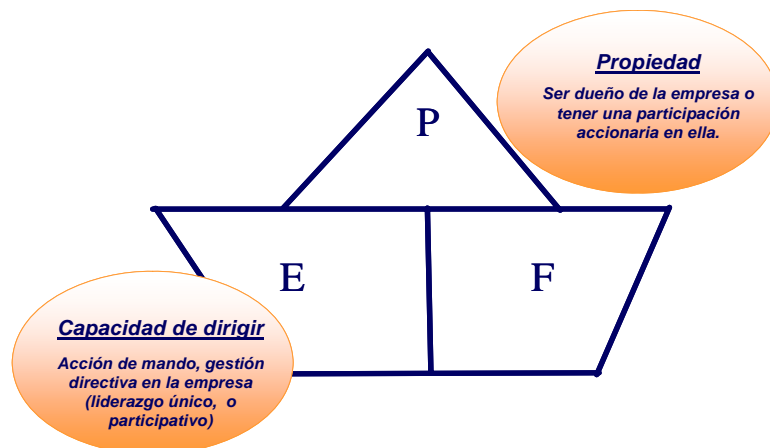 Propiedad
Ser dueño de la empresa o
tener una participación
accionaria en ella.
P
E
F
Capacidad de dirigir
Acción de mando, gestión
directiva en la empresa
(liderazgo único, o
participativo)